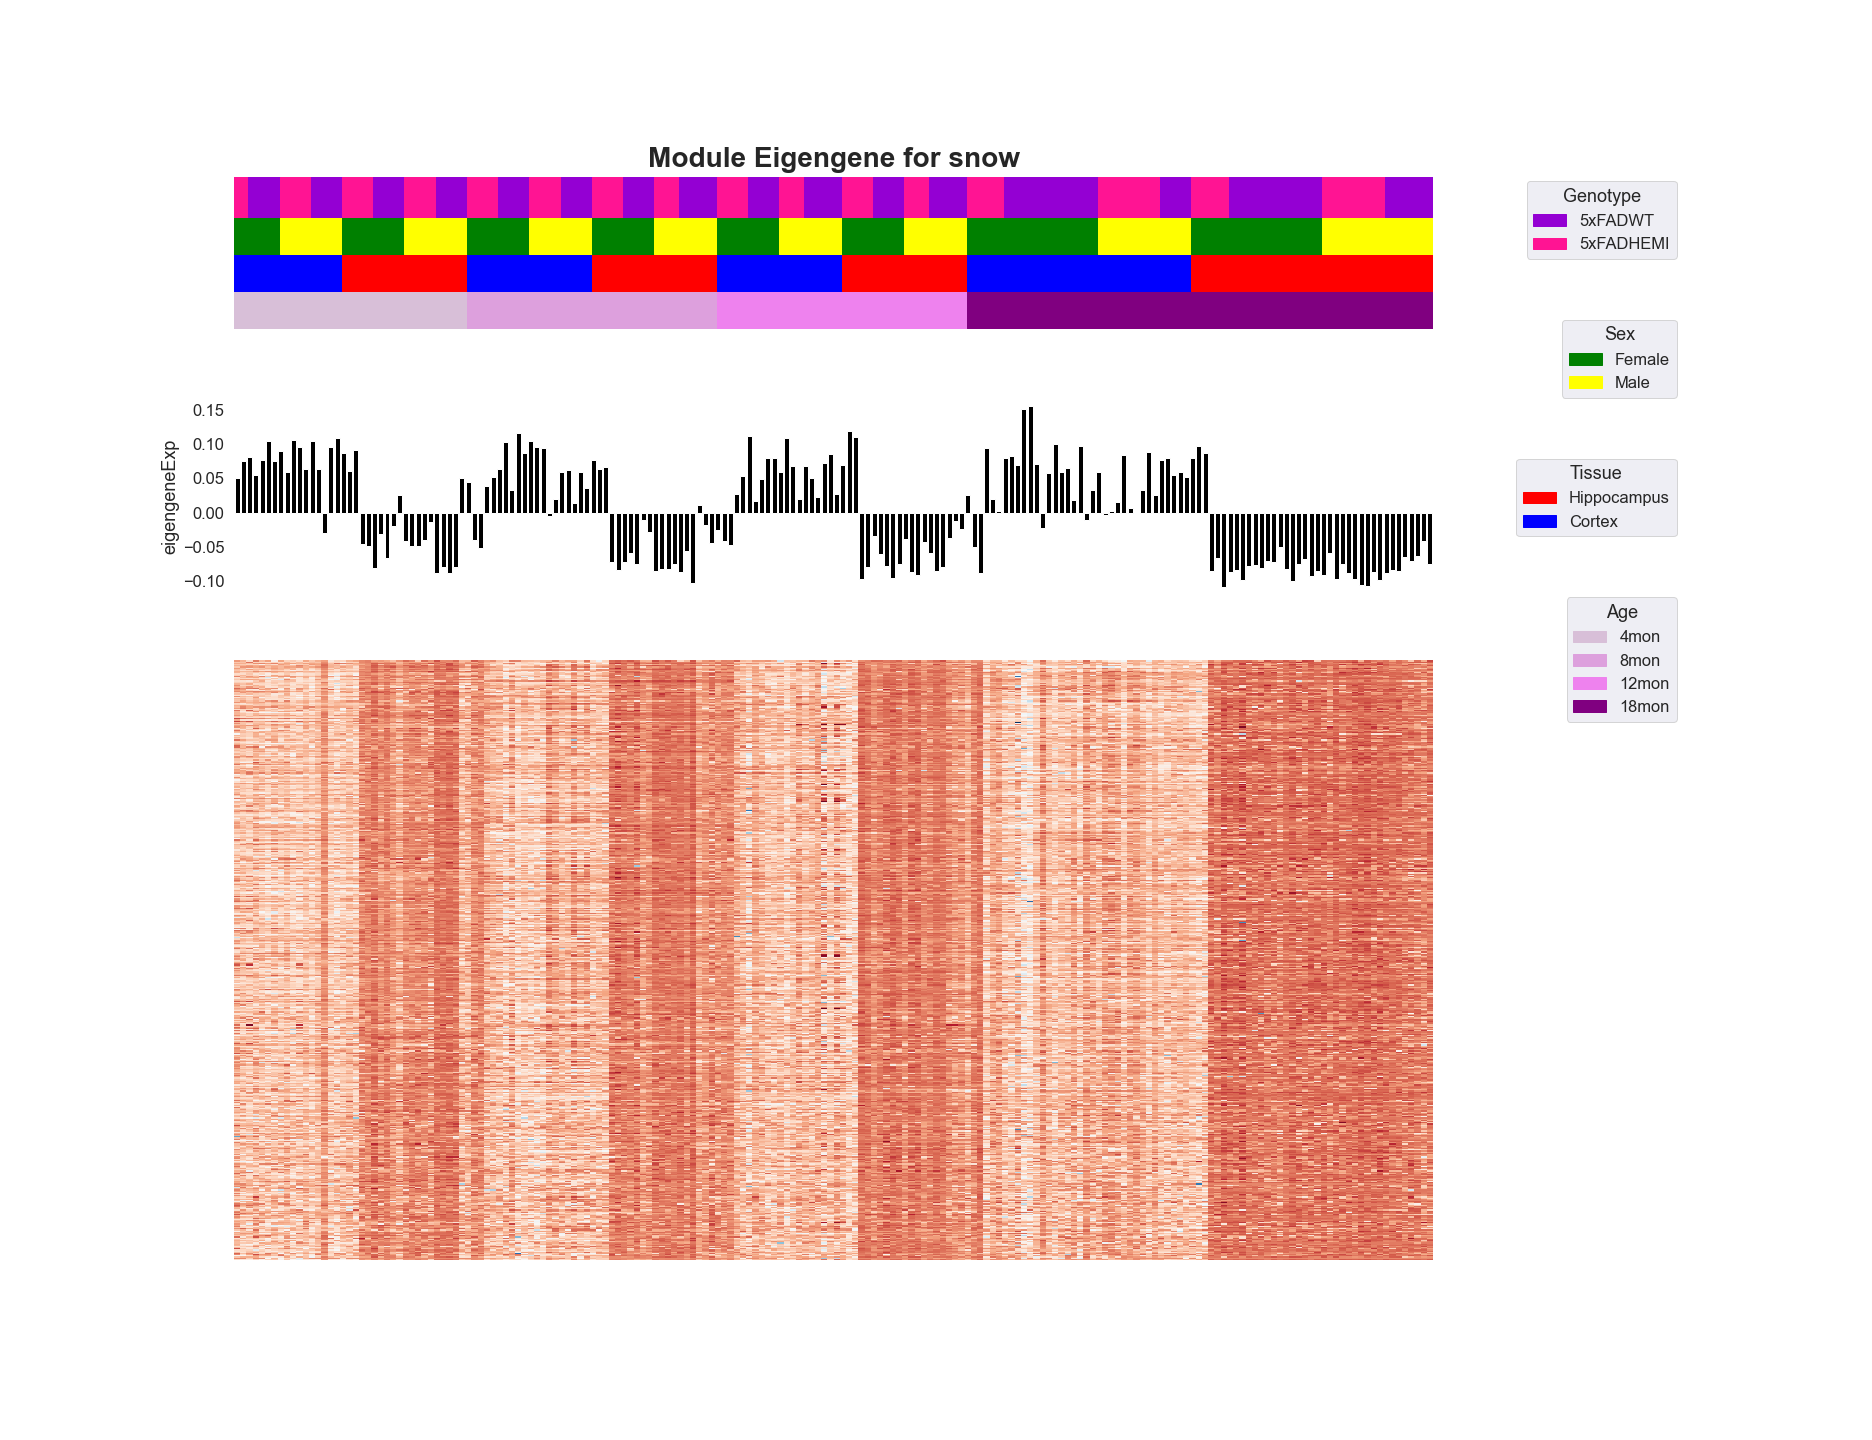 Module Eigengene for snow
Genotype
5xFADWT
5xFADHEMI
Sex
Female
Male
eigengeneExp
0.15
0.10
0.05
0.00
−0.05
−0.10
Tissue
Hippocampus
Cortex
Age
4mon
8mon
12mon
18mon